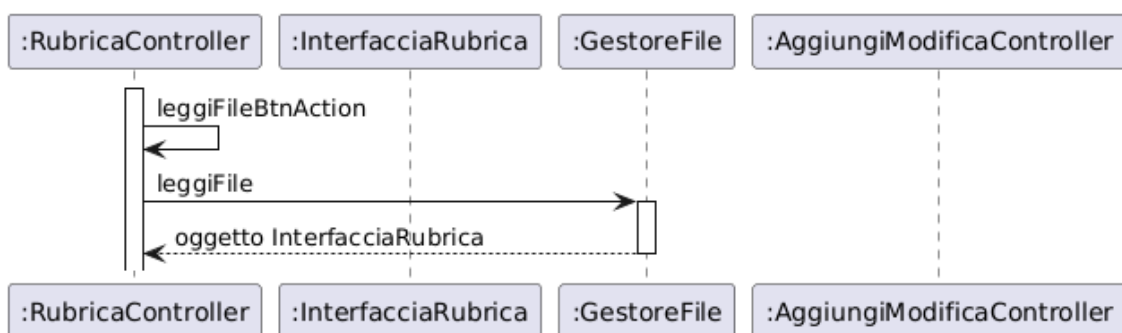 :RubricaController :InterfacciaRubrica :GestoreFile :AggiungiModificaController
leggiFileBtnAction
leggiFile
oggetto InterfacciaRubrica
:RubricaController :InterfacciaRubrica :GestoreFile :AggiungiModificaController